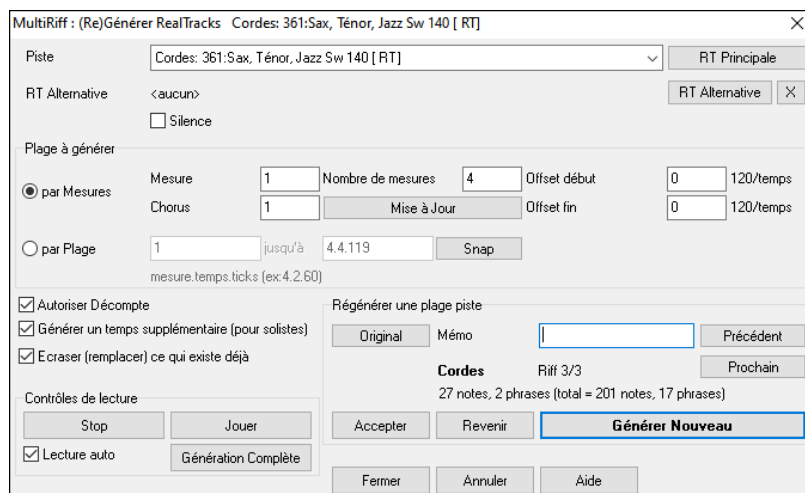 MultiRiff : (Re)Générer RealTracks   Cordes: 361:Sax, Ténor, Jazz Sw 140 [ RT]
Piste Cordes: 361:Sax, Ténor, Jazz Sw 140 [ RT] RT Principale
RT Alternative <aucun> RT Alternative X
Silence
Plage à générer
par Mesures Mesure 1 Nombre de mesures 4 Offset début 0 120/temps
Chorus 1 Mise à Jour Offset fin 0 120/temps
par Plage 1 jusqu'à 4.4.119 Snap
mesure.temps.ticks (ex:4.2.60)
Autoriser Décompte
Générer un temps supplémentaire (pour solistes)
Ecraser (remplacer) ce qui existe déjà
Régénérer une plage piste
Original Mémo Précédent
Cordes Riff 3/3 Prochain
27 notes, 2 phrases (total = 201 notes, 17 phrases)
Contrôles de lecture
Stop Jouer Accepter Revenir Générer Nouveau
Lecture auto Génération Complète
Fermer Annuler Aide